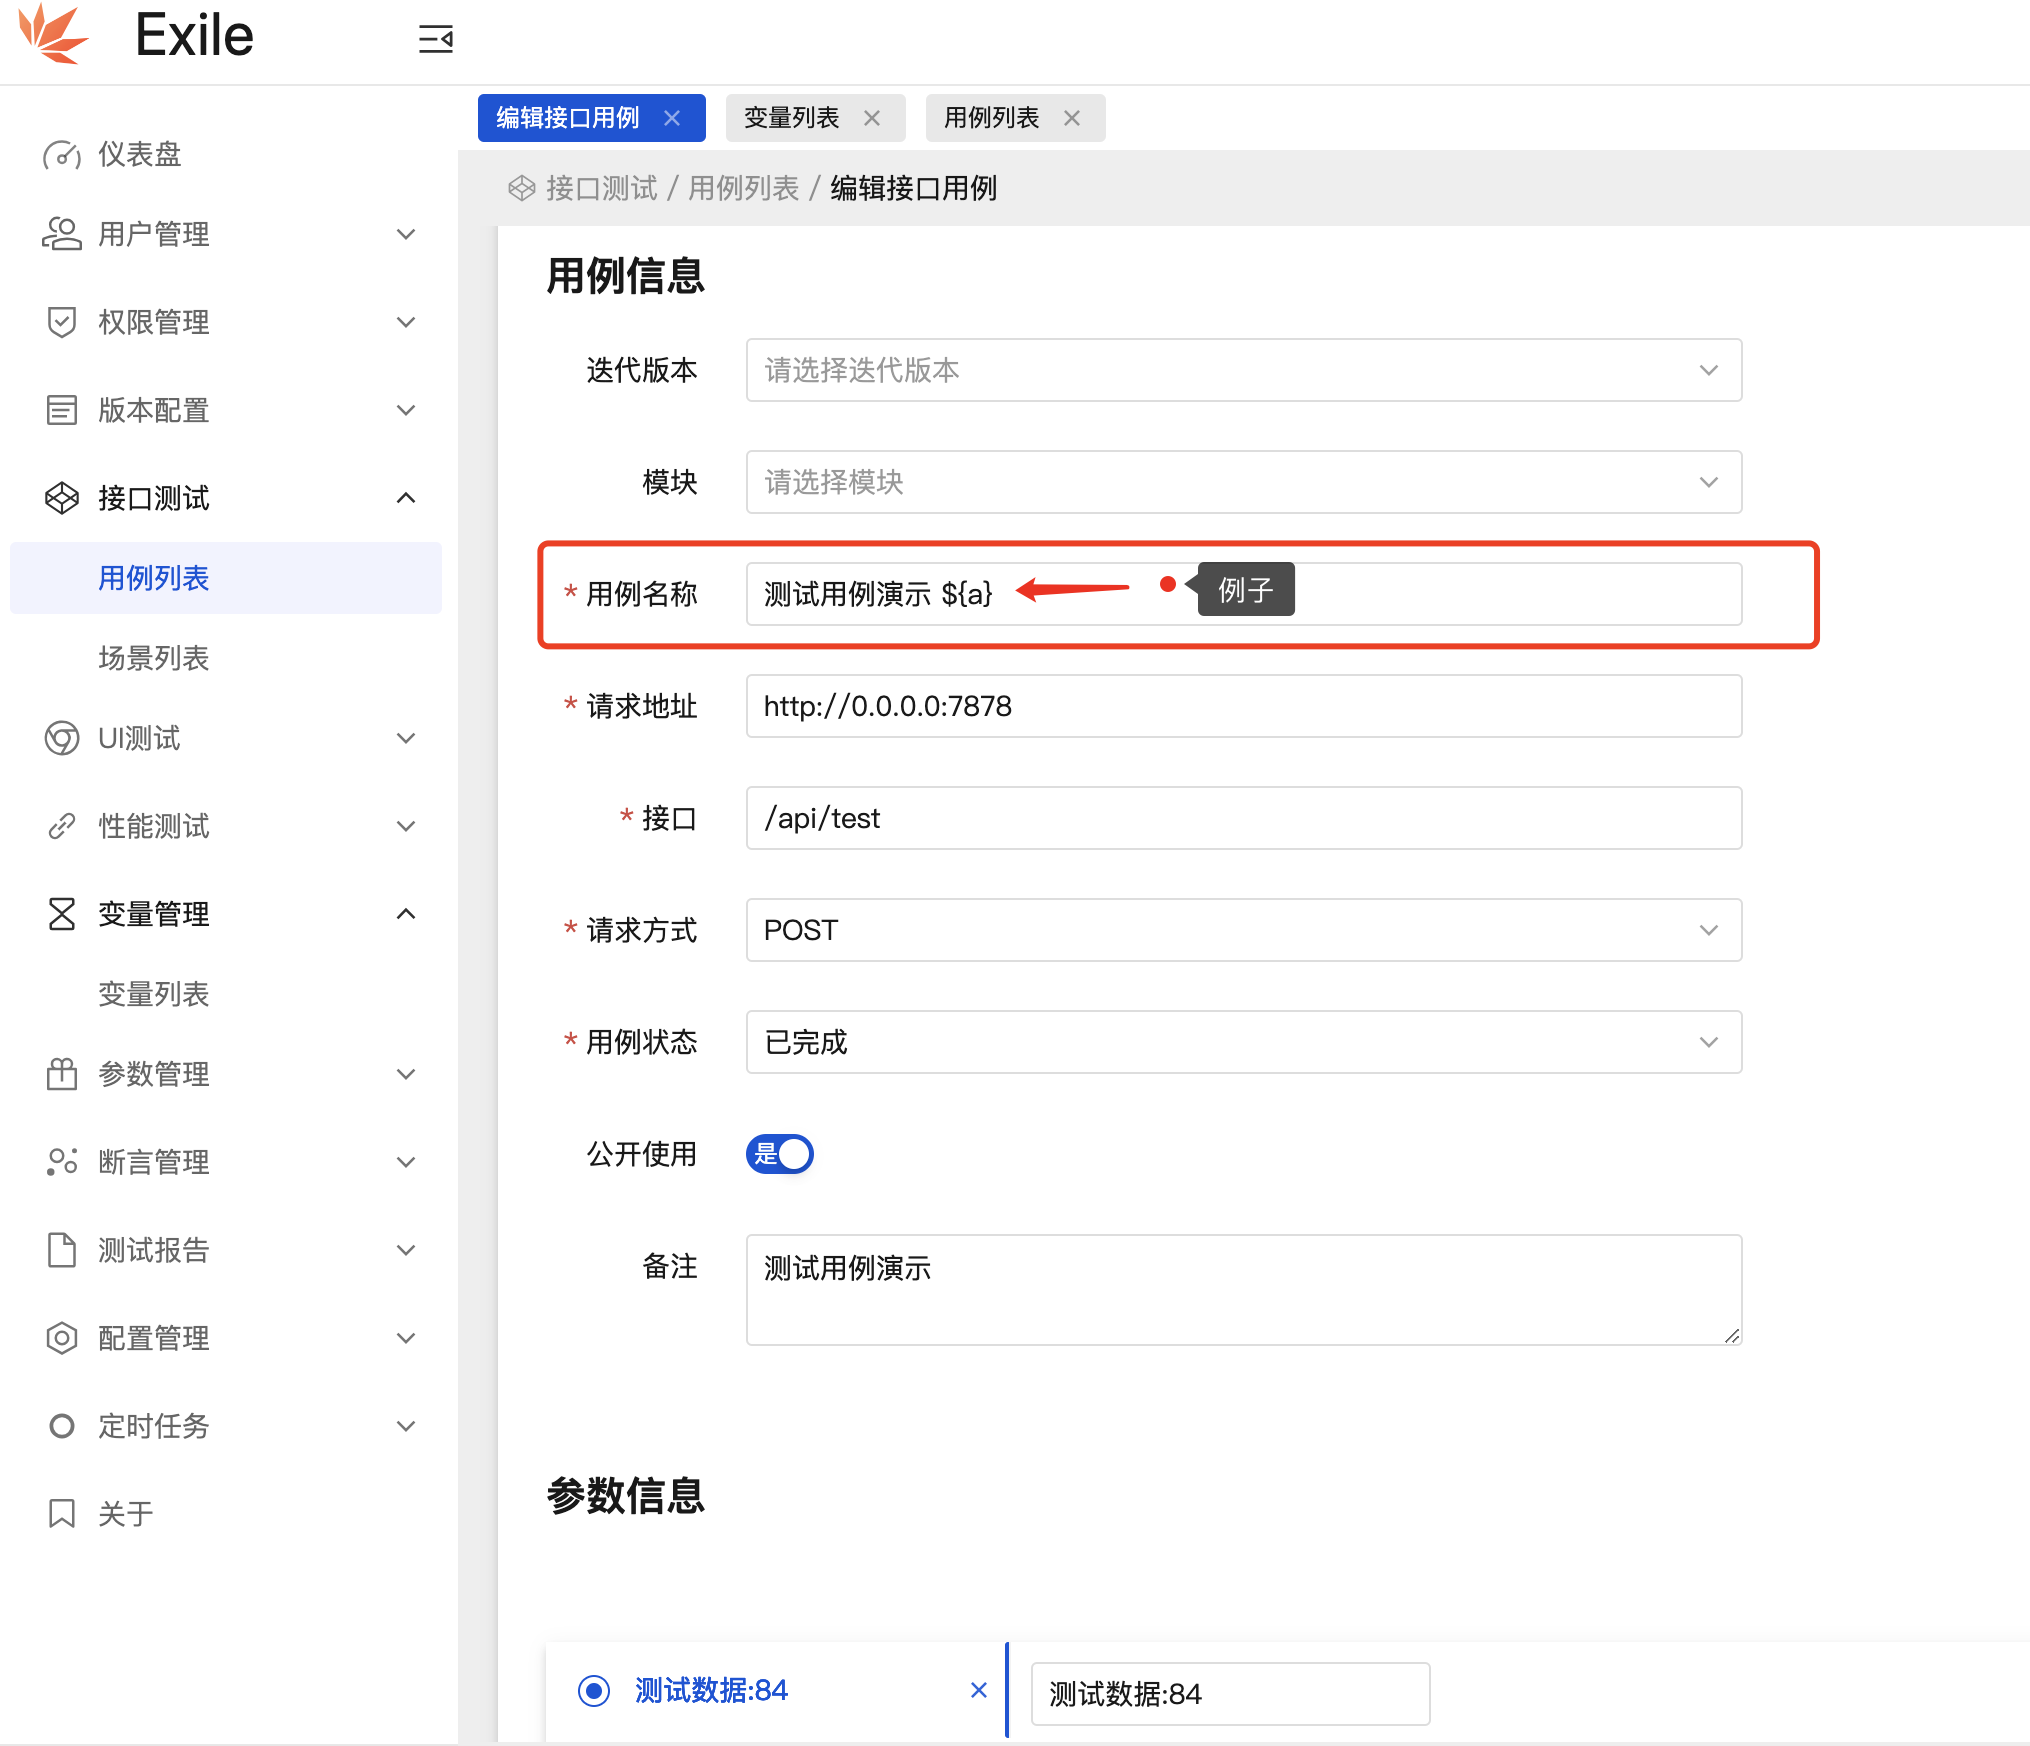 Exile
编辑接口用例
变量列表
用例列表
仪表盘
用户管理
权限管理
版本配置
接口测试
用例列表
场景列表
UI测试
性能测试
变量管理
变量列表
参数管理
断言管理
测试报告
配置管理
定时任务
关于
接口测试 / 用例列表 / 编辑接口用例
用例信息
迭代版本 请选择迭代版本
模块 请选择模块
* 用例名称 测试用例演示 ${a} 例子
* 请求地址 http://0.0.0.0:7878
* 接口 /api/test
* 请求方式 POST
* 用例状态 已完成
公开使用 是
备注 测试用例演示
参数信息
测试数据:84 测试数据:84